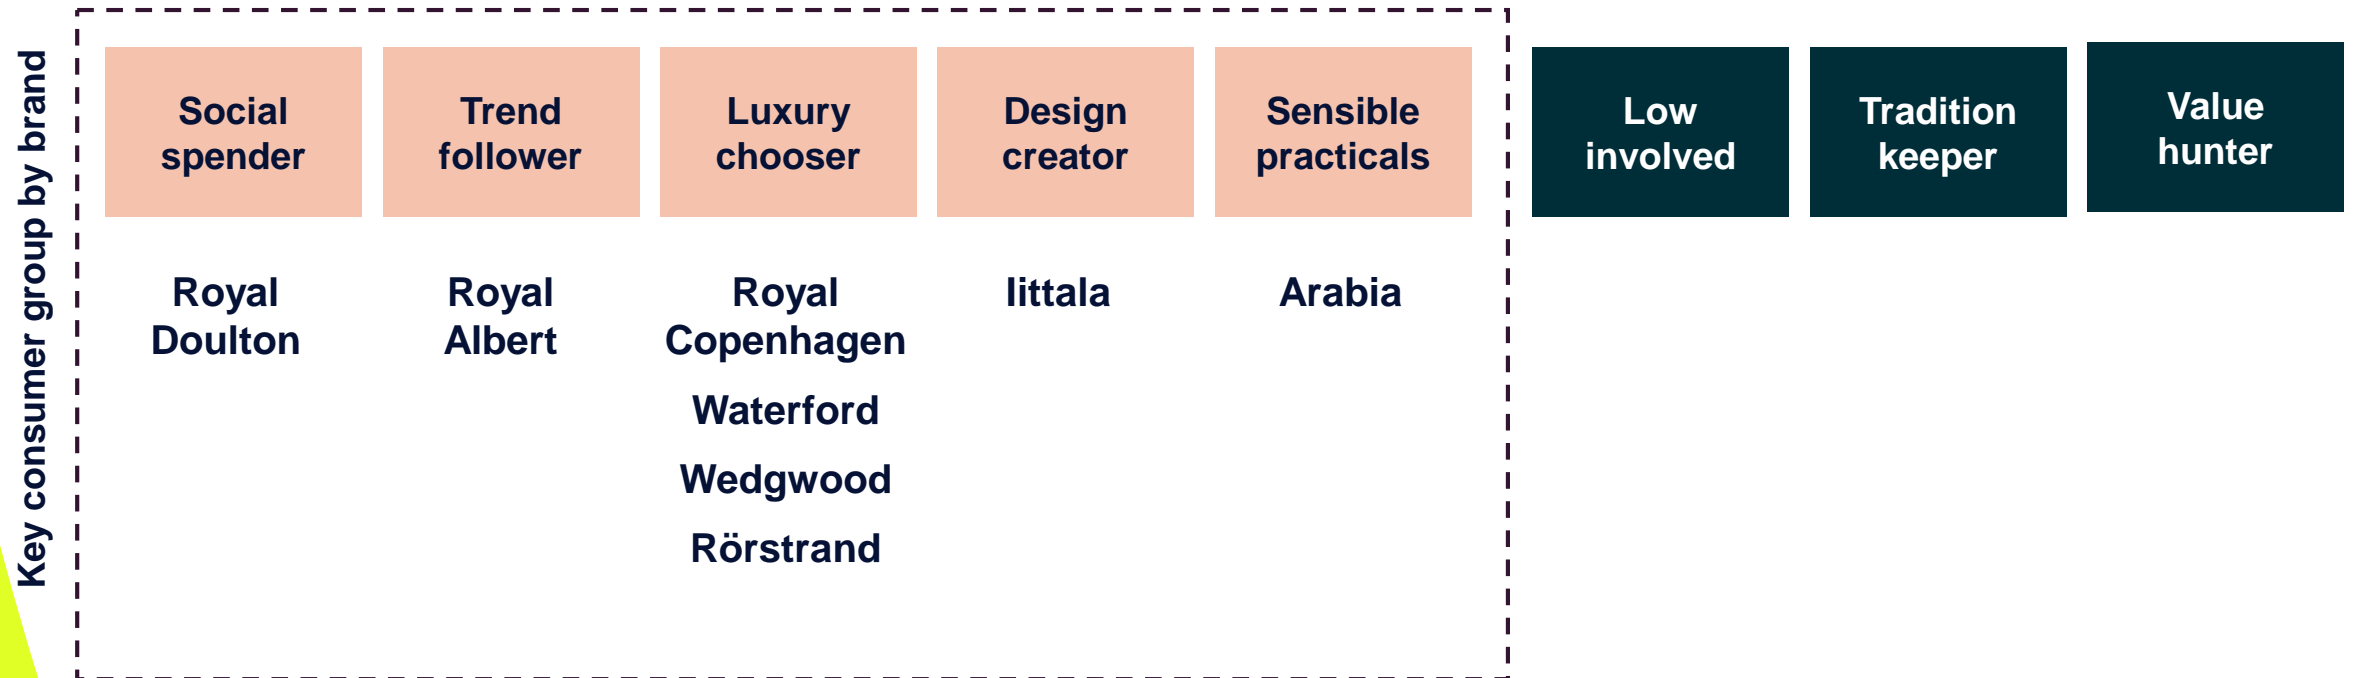 Key consumer group by brand
Social
spender
Trend
follower
Luxury
chooser
Design
creator
Sensible
practicals
Low
involved
Tradition
keeper
Value
hunter
Royal
Doulton
Royal
Albert
Royal
Copenhagen
Waterford
Wedgwood
Rörstrand
Iittala
Arabia